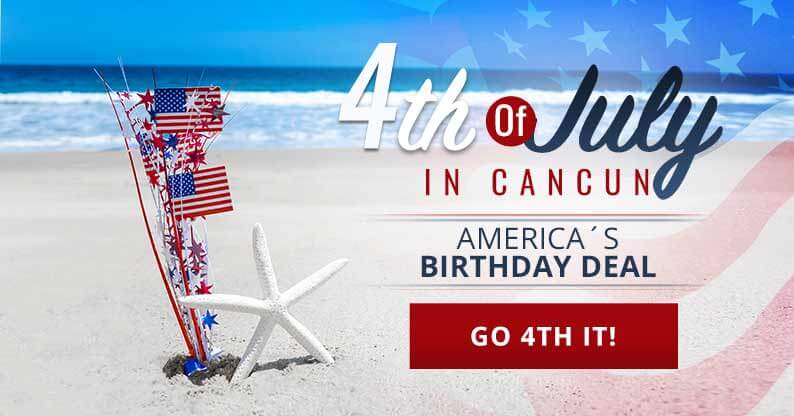 4th Of July
IN CANCUN
AMERICA´S
BIRTHDAY DEAL
GO 4TH IT!